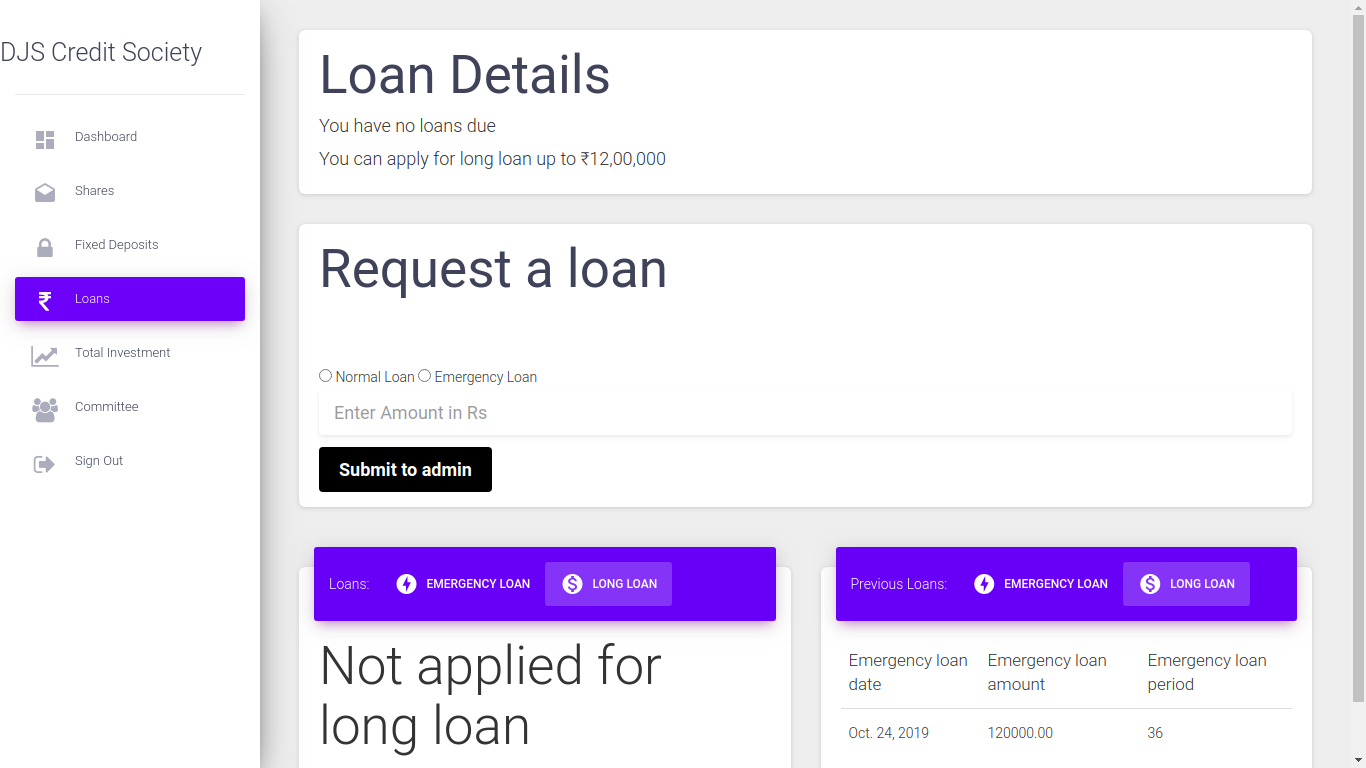 DJS Credit Society
Dashboard
Shares
Fixed Deposits
Loans
Total Investment
Committee
Sign Out
Loan Details
You have no loans due
You can apply for long loan up to ₹12,00,000
Request a loan
Normal Loan Emergency Loan
Enter Amount in Rs
Submit to admin
Loans: EMERGENCY LOAN LONG LOAN
Not applied for
long loan
Previous Loans: EMERGENCY LOAN LONG LOAN
Emergency loan date Emergency loan amount Emergency loan period
Oct. 24, 2019 120000.00 36